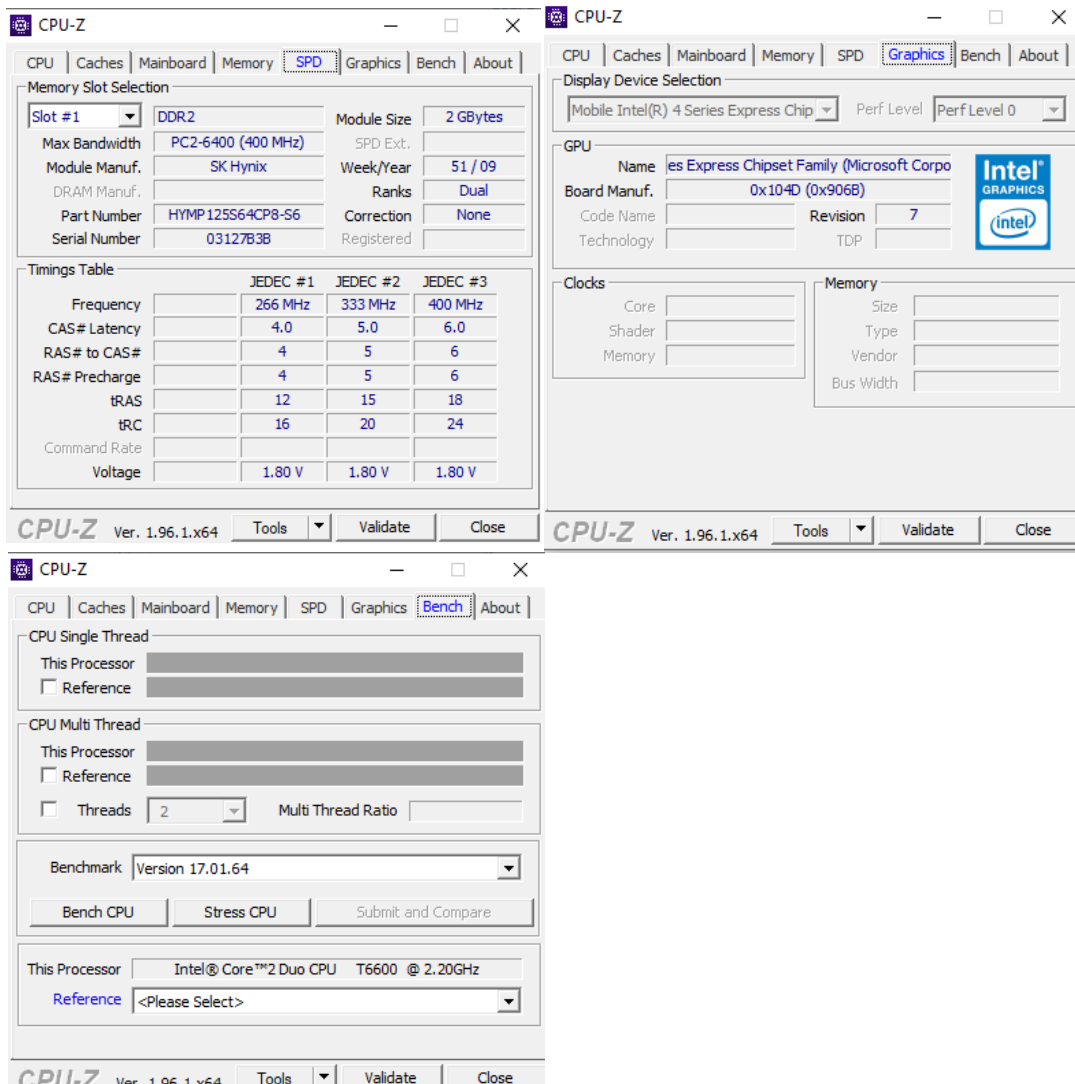 CPU-Z
CPU Caches Mainboard Memory SPD Graphics Bench About
Memory Slot Selection
Slot #1 DDR2 Module Size 2 GBytes
Max Bandwidth PC2-6400 (400 MHz) SPD Ext.
Module Manuf. SK Hynix Week/Year 51 / 09
DRAM Manuf. Ranks Dual
Part Number HYMP125S64CP8-S6 Correction None
Serial Number 03127B3B Registered
Timings Table
JEDEC #1 JEDEC #2 JEDEC #3
Frequency 266 MHz 333 MHz 400 MHz
CAS# Latency 4.0 5.0 6.0
RAS# to CAS# 4 5 6
RAS# Precharge 4 5 6
tRAS 12 15 18
tRC 16 20 24
Command Rate
Voltage 1.80 V 1.80 V 1.80 V
CPU-Z Ver. 1.96.1.x64 Tools Validate Close
CPU-Z
CPU Caches Mainboard Memory SPD Graphics Bench About
Display Device Selection
Mobile Intel(R) 4 Series Express Chip Perf Level Perf Level 0
GPU
Name es Express Chipset Family (Microsoft Corpo
Board Manuf. 0x104D (0x906B)
Code Name Revision 7
Technology TDP
intel®
GRAPHICS
intel
Clocks
Core
Shader
Memory
Memory
Size
Type
Vendor
Bus Width
CPU-Z Ver. 1.96.1.x64 Tools Validate Close
CPU-Z
CPU Caches Mainboard Memory SPD Graphics Bench About
CPU Single Thread
This Processor
Reference
CPU Multi Thread
This Processor
Reference
Threads 2 Multi Thread Ratio
Benchmark Version 17.01.64
Bench CPU Stress CPU Submit and Compare
This Processor Intel® Core™2 Duo CPU T6600 @ 2.20GHz
Reference <Please Select>
CPU-Z Ver. 1.96.1.x64 Tools Validate Close